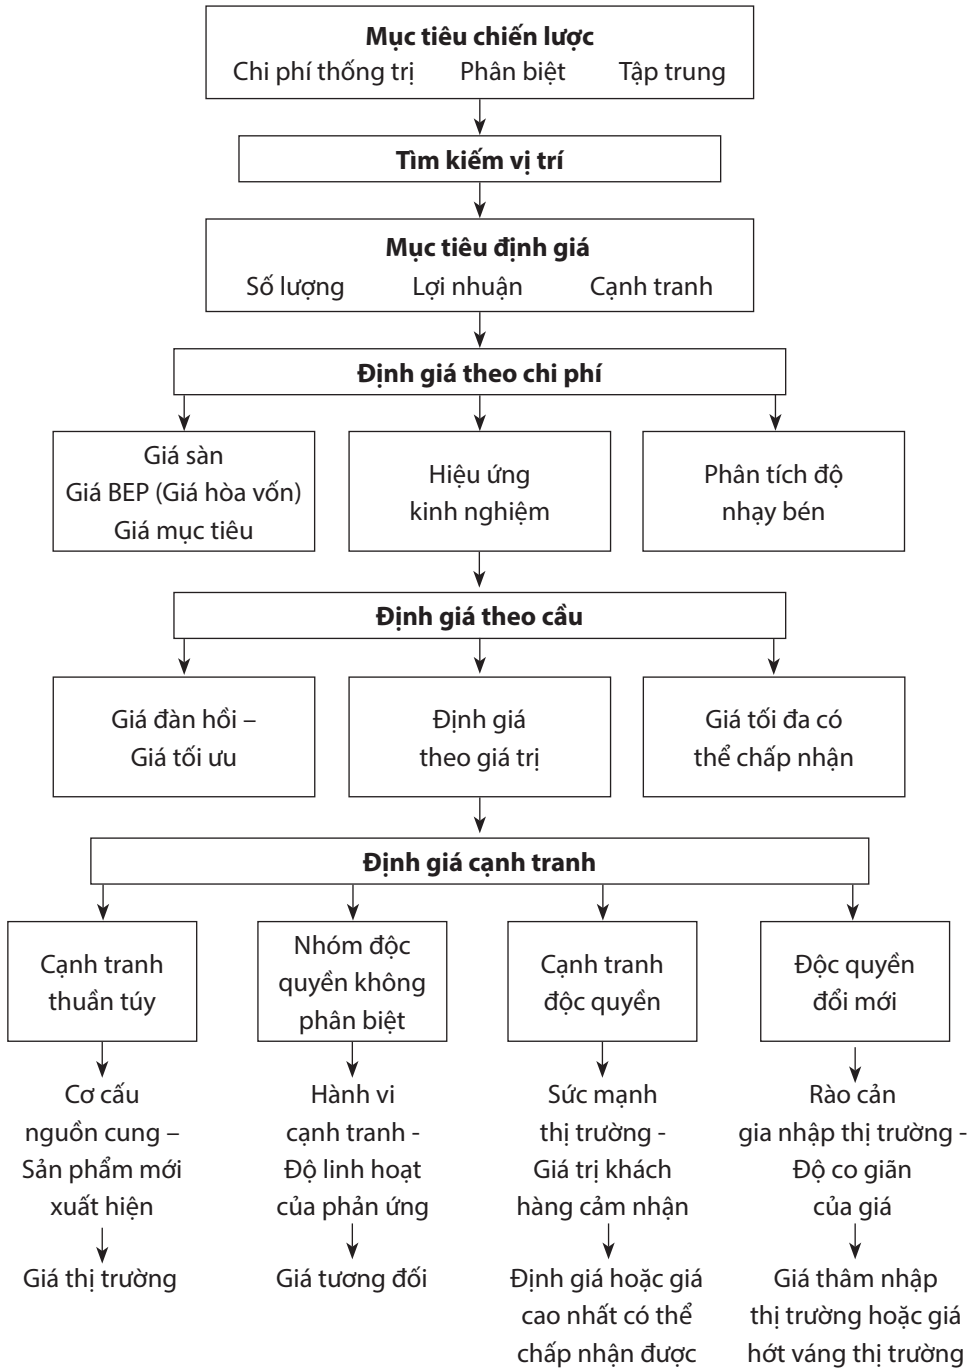 Mục tiêu chiến lược
Chi phí thống trị Phân biệt Tập trung
Tìm kiếm vị trí
Mục tiêu định giá
Số lượng Lợi nhuận Cạnh tranh
Định giá theo chi phí
Giá sàn
Giá BEP (Giá hòa vốn)
Giá mục tiêu
Hiệu ứng
kinh nghiệm
Phân tích độ
nhạy bén
Định giá theo cầu
Giá đàn hồi –
Giá tối ưu
Định giá
theo giá trị
Giá tối đa có
thể chấp nhận
Định giá cạnh tranh
Cạnh tranh
thuần túy
Nhóm độc
quyền không
phân biệt
Cạnh tranh
độc quyền
Độc quyền
đổi mới
Cơ cấu
nguồn cung –
Sản phẩm mới
xuất hiện
Hành vi
cạnh tranh -
Độ linh hoạt
của phản ứng
Sức mạnh
thị trường -
Giá trị khách
hàng cảm nhận
Rào cản
gia nhập thị trường -
Độ co giãn
của giá
Giá thị trường
Giá tương đối
Định giá hoặc giá
cao nhất có thể
chấp nhận được
Giá thâm nhập
thị trường hoặc giá
hớt váng thị trường